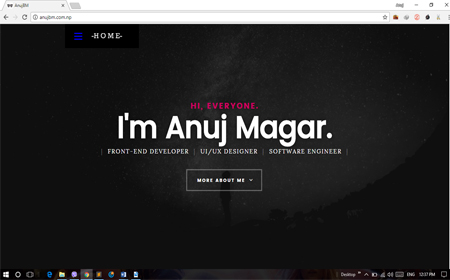 AnujBM
Anuj
anujbm.com.np
-HOME-
HI, EVERYONE.
I'm Anuj Magar.
| FRONT-END DEVELOPER | UI/UX DESIGNER | SOFTWARE ENGINEER |
MORE ABOUT ME
Desktop
ENG
12:37 PM